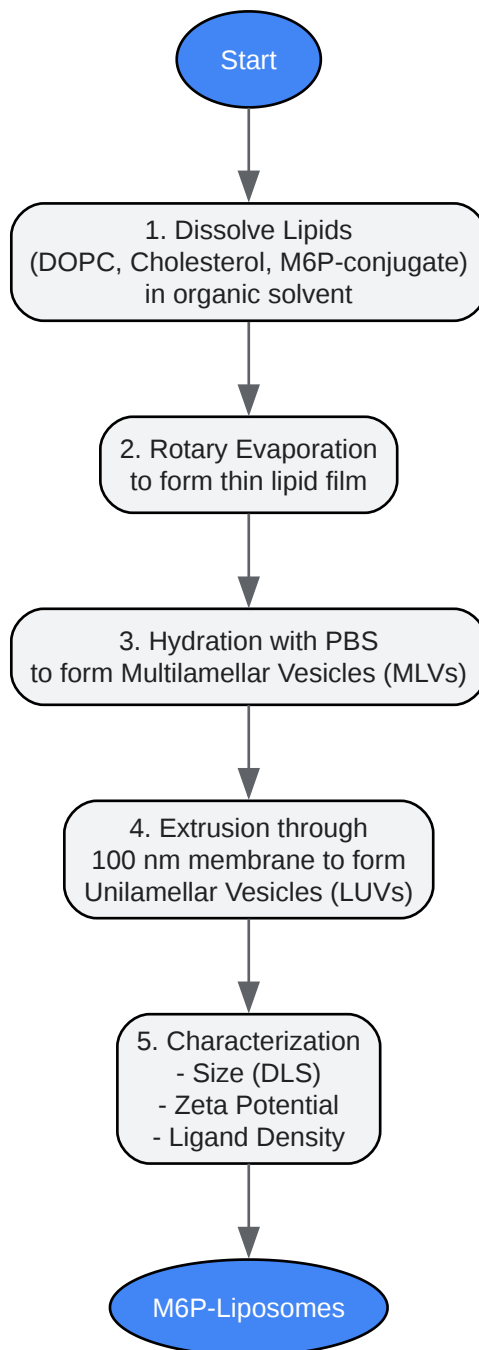 Start
1. Dissolve Lipids
(DOPC, Cholesterol, M6P-conjugate)
in organic solvent
2. Rotary Evaporation
to form thin lipid film
3. Hydration with PBS
to form Multilamellar Vesicles (MLVs)
4. Extrusion through
100 nm membrane to form
Unilamellar Vesicles (LUVs)
5. Characterization
- Size (DLS)
- Zeta Potential
- Ligand Density
M6P-Liposomes